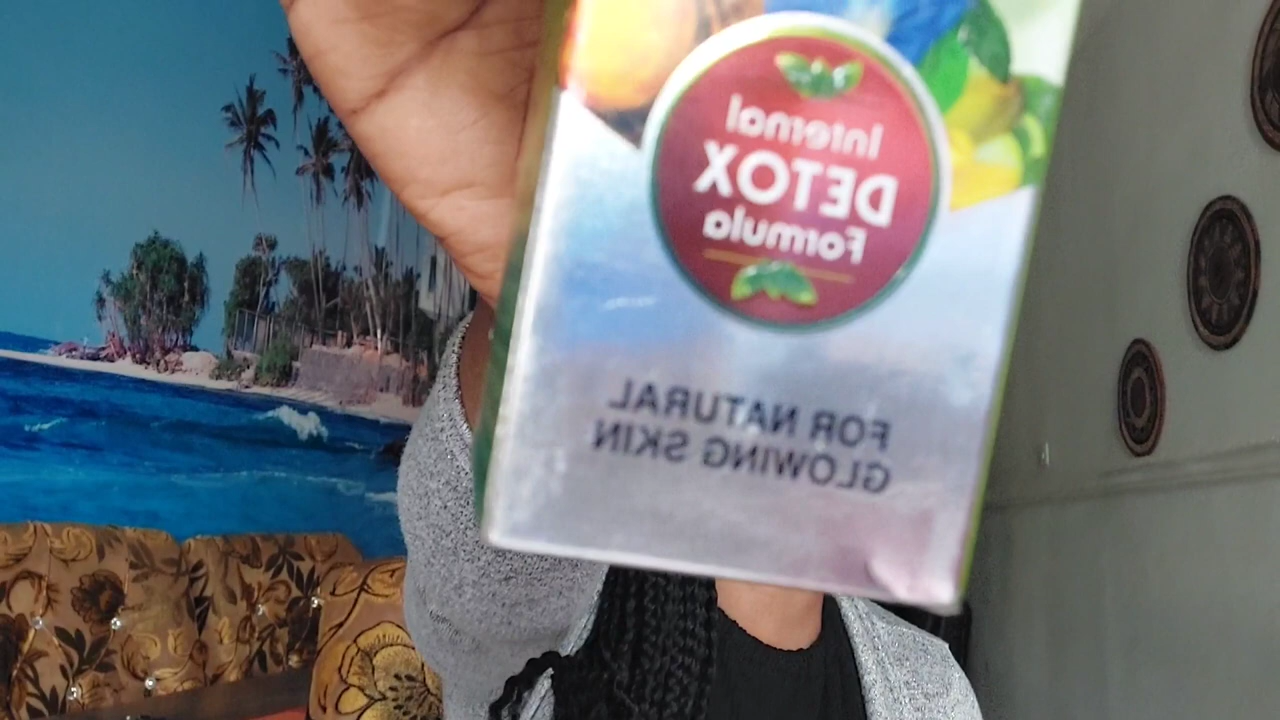 Internal
DETOX
Formula
FOR NATURAL
GLOWING SKIN